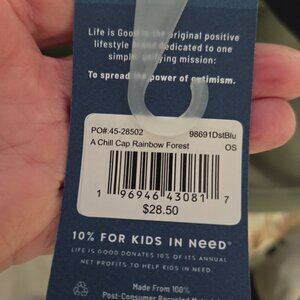 Life is Good is the original positive
lifestyle brand dedicated to one
simple, unifying mission:
To spread the power of optimism.
PO#:45-28502 98691DstBlu
A Chill Cap Rainbow Forest OS
1 96946 43081 7
$28.50
10% FOR KIDS IN NEED®
LIFE IS GOOD DONATES 10% OF ITS ANNUAL
NET PROFITS TO HELP KIDS IN NEED.
Made From 100%
Post-Consumer Recycled